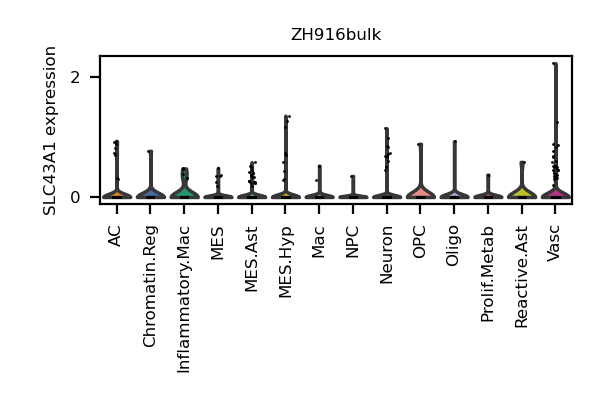 ZH916bulk
SLC43A1 expression
2
0
AC
Chromatin.Reg
Inflammatory.Mac
MES
MES.Ast
MES.Hyp
Mac
NPC
Neuron
OPC
Oligo
Prolif.Metab
Reactive.Ast
Vasc